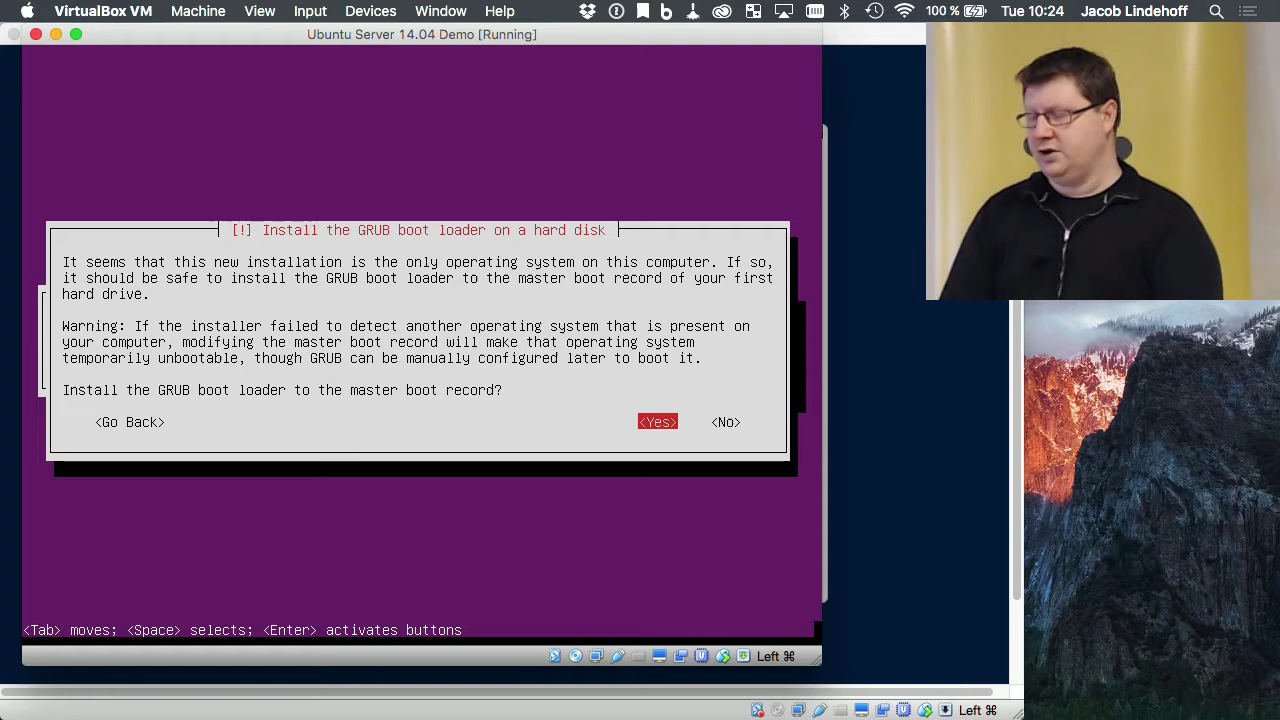 VirtualBox VM Machine View Input Devices Window Help 100 % Tue 10:24 Jacob Lindehoff
Ubuntu Server 14.04 Demo [Running]
[!] Install the GRUB boot loader on a hard disk
It seems that this new installation is the only operating system on this computer. If so,
it should be safe to install the GRUB boot loader to the master boot record of your first
hard drive.
Warning: If the installer failed to detect another operating system that is present on
your computer, modifying the master boot record will make that operating system
temporarily unbootable, though GRUB can be manually configured later to boot it.
Install the GRUB boot loader to the master boot record?
<Go Back> <Yes> <No>
<Tab> moves; <Space> selects; <Enter> activates buttons
Left ⌘
Left ⌘